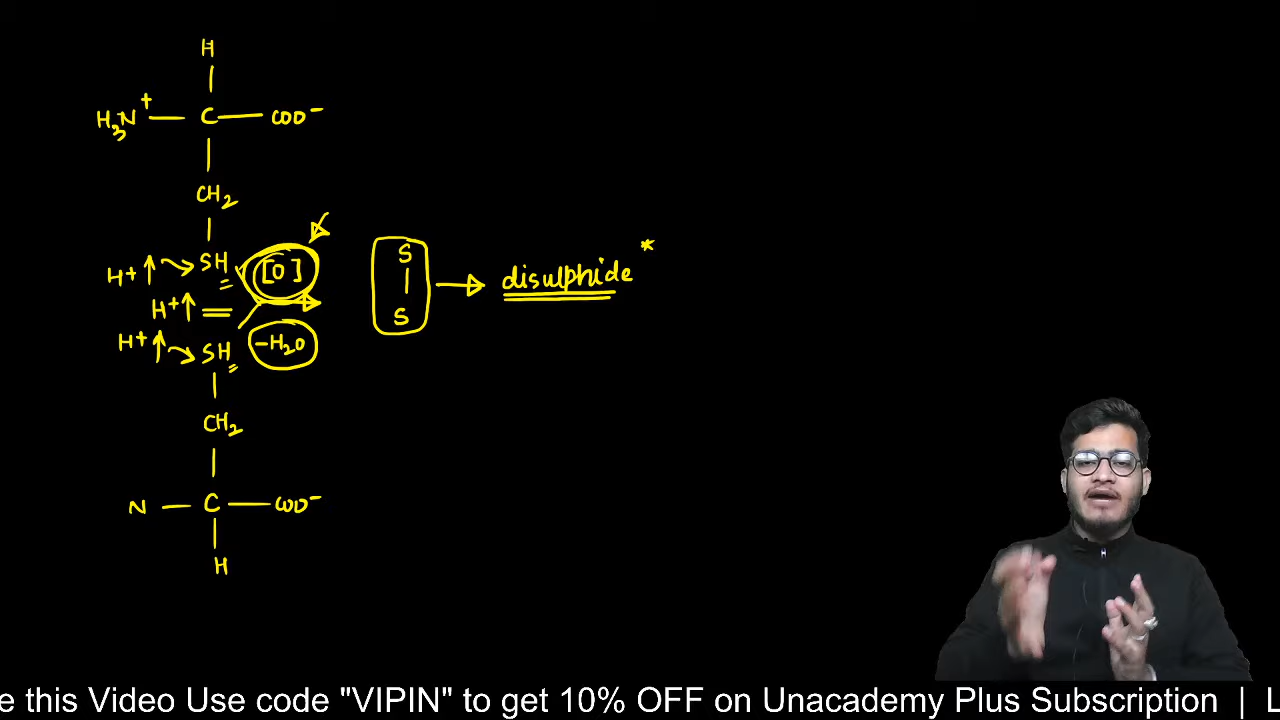 H
H₃N⁺ — C — COO⁻
CH₂
H+ ↑ SH [O] S
H+ ↑ → disulphide *
H+ ↑ SH -H₂O S
CH₂
N — C — COO⁻
H
e this Video Use code "VIPIN" to get 10% OFF on Unacademy Plus Subscription | L